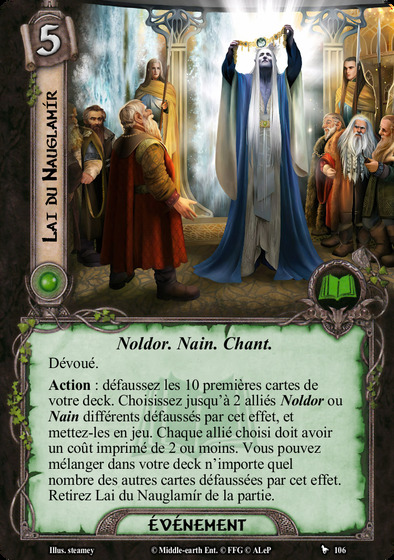 5
Lai du Nauglamír
Noldor. Nain. Chant.
Dévoué.
Action : défaussez les 10 premières cartes de
votre deck. Choisissez jusqu'à 2 alliés Noldor ou
Nain différents défaussés par cet effet, et
mettez-les en jeu. Chaque allié choisi doit avoir
un coût imprimé de 2 ou moins. Vous pouvez
mélanger dans votre deck n'importe quel
nombre des autres cartes défaussées par cet effet.
Retirez Lai du Nauglamír de la partie.
Événement
Illus. steamey © Middle-earth Ent. © FFG © ALeP 106